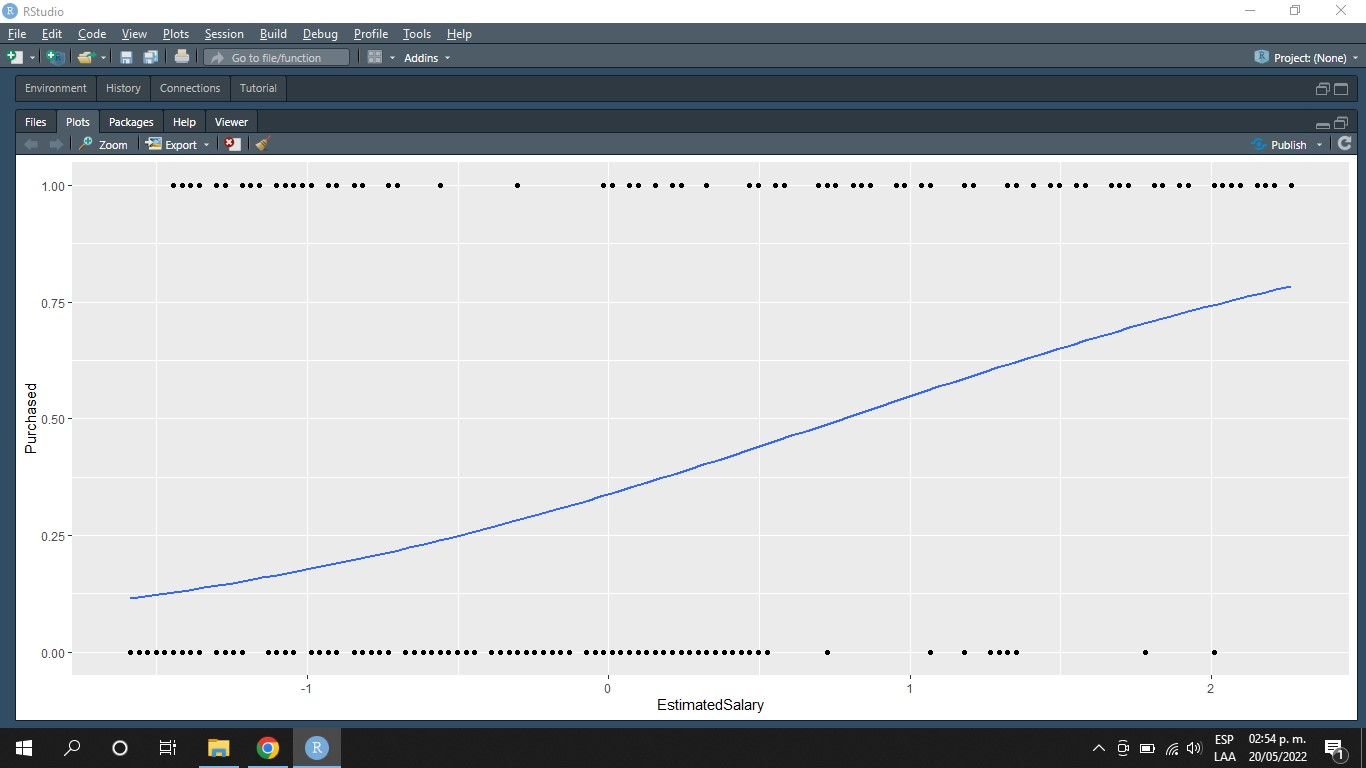 RStudio
File Edit Code View Plots Session Build Debug Profile Tools Help
Go to file/function Addins Project: (None)
Environment History Connections Tutorial
Files Plots Packages Help Viewer
Zoom Export Publish
1.00
0.75
0.50
0.25
0.00
Purchased
-1 0 1 2
EstimatedSalary
ESP 02:54 p. m.
LAA 20/05/2022
1